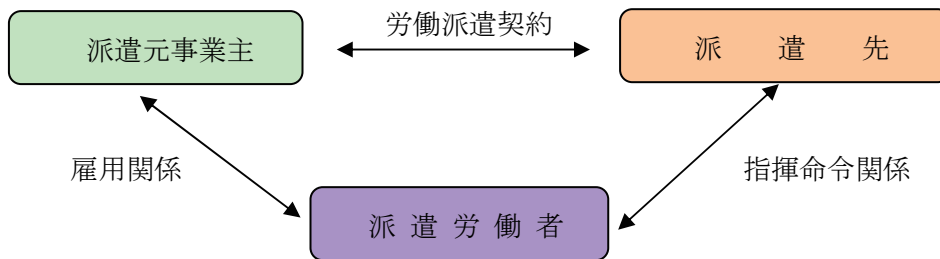 労働派遣契約
派遣元事業主
派遣先
雇用関係
指揮命令関係
派遣労働者